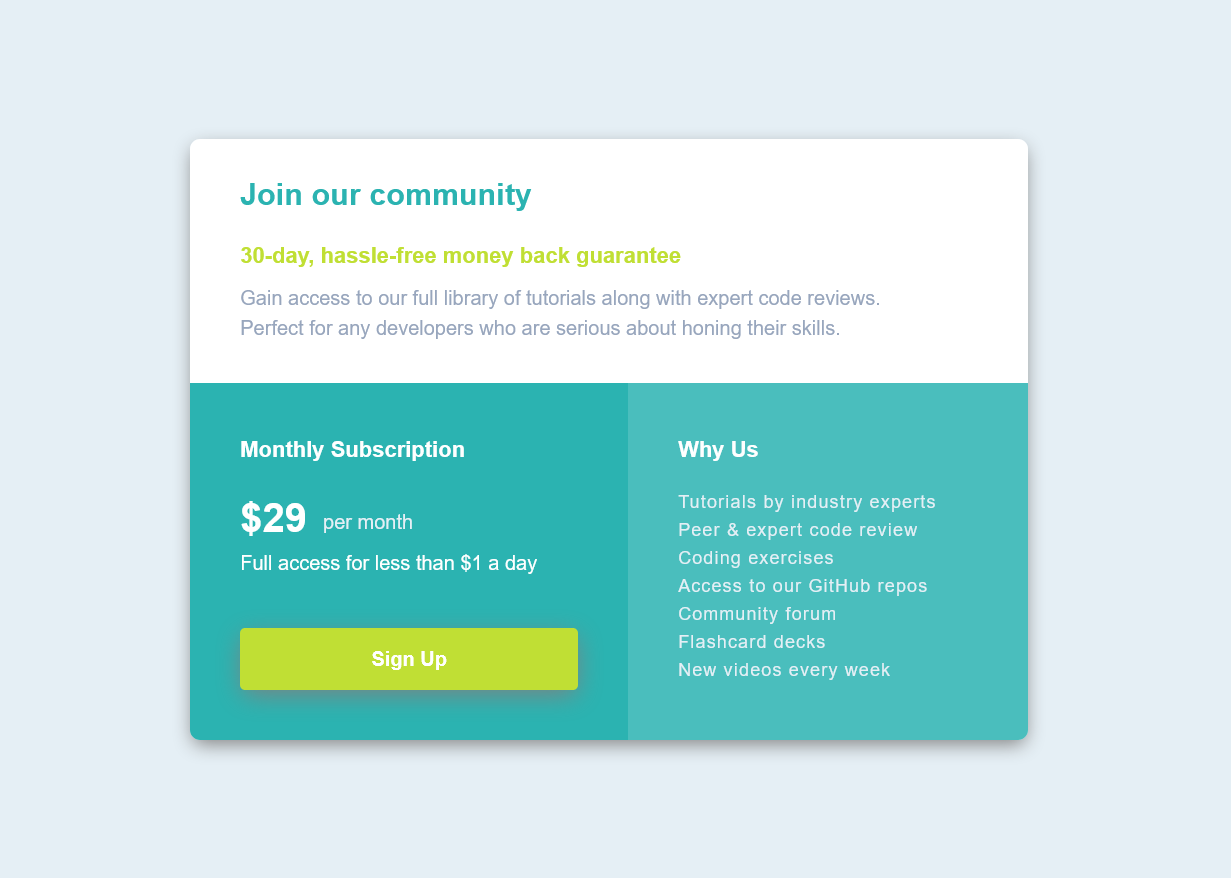 Join our community
30-day, hassle-free money back guarantee
Gain access to our full library of tutorials along with expert code reviews.
Perfect for any developers who are serious about honing their skills.
Monthly Subscription
$29 per month
Full access for less than $1 a day
Sign Up
Why Us
Tutorials by industry experts
Peer & expert code review
Coding exercises
Access to our GitHub repos
Community forum
Flashcard decks
New videos every week